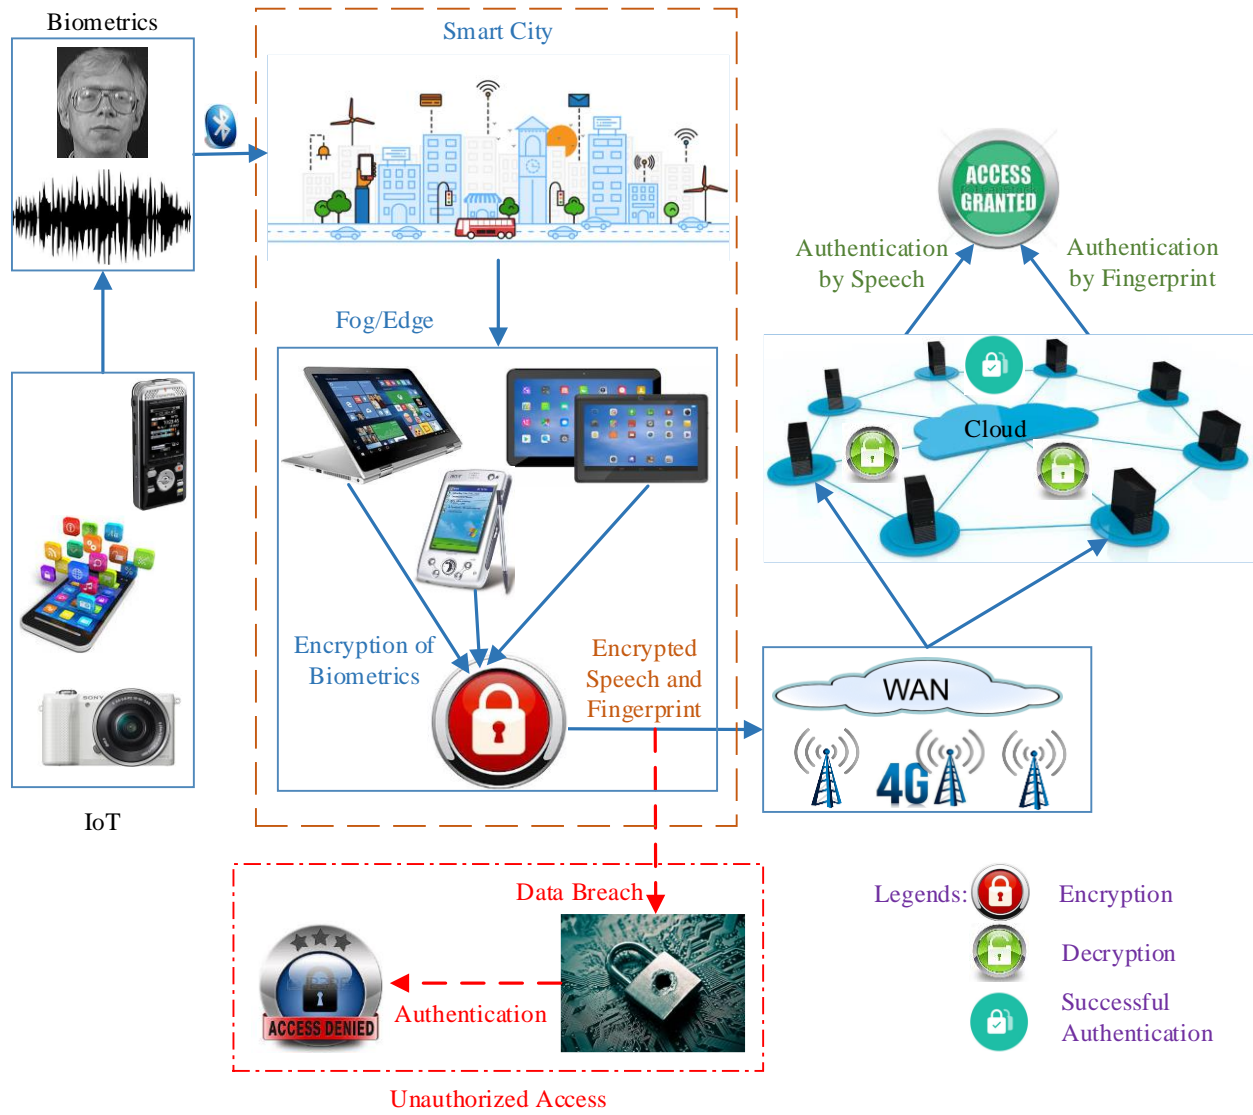 Biometrics
Smart City
ACCESS
GRANTED
Authentication
by Speech
Authentication
by Fingerprint
Fog/Edge
Cloud
Encryption of
Biometrics
Encrypted
Speech and
Fingerprint
WAN
4G
SONY
IoT
Data Breach
Legends:
Encryption
Decryption
Successful
Authentication
ACCESS DENIED
Authentication
Unauthorized Access